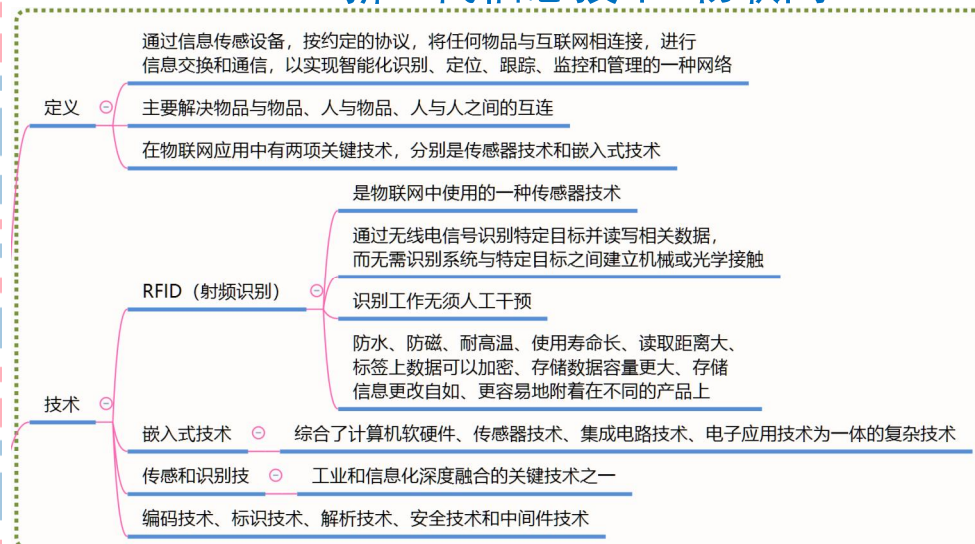 定义
通过信息传感设备，按约定的协议，将任何物品与互联网相连接，进行
信息交换和通信，以实现智能化识别、定位、跟踪、监控和管理的一种网络
主要解决物品与物品、人与物品、人与人之间的互连
在物联网应用中有两项关键技术，分别是传感器技术和嵌入式技术
技术
RFID（射频识别）
是物联网中使用的一种传感器技术
通过无线电信号识别特定目标并读写相关数据，
而无需识别系统与特定目标之间建立机械或光学接触
识别工作无须人工干预
防水、防磁、耐高温、使用寿命长、读取距离大、
标签上数据可以加密、存储数据容量更大、存储
信息更改自如、更容易地附着在不同的产品上
嵌入式技术
综合了计算机软硬件、传感器技术、集成电路技术、电子应用技术为一体的复杂技术
传感和识别技
工业和信息化深度融合的关键技术之一
编码技术、标识技术、解析技术、安全技术和中间件技术